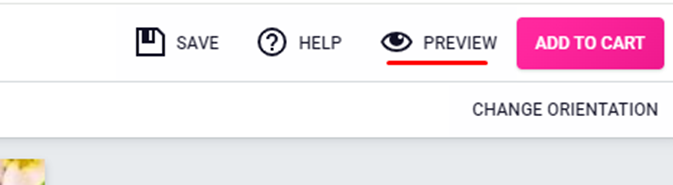 SAVE HELP PREVIEW ADD TO CART
CHANGE ORIENTATION